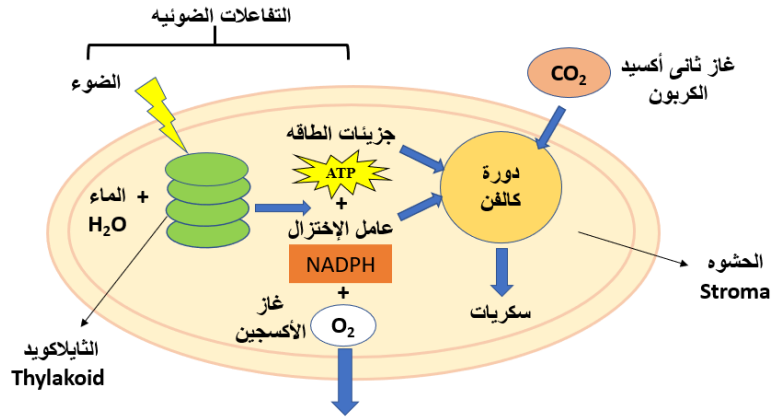 التفاعلات الضوئيه
الضوء
غاز ثانى أكسيد
الكربون
CO₂
جزيئات الطاقه
ATP
+
دورة
كالفن
الماء +
H₂O
عامل الإختزال
NADPH
+
غاز
الأكسجين
O₂
سكريات
الحشوه
Stroma
الثايلاكويد
Thylakoid